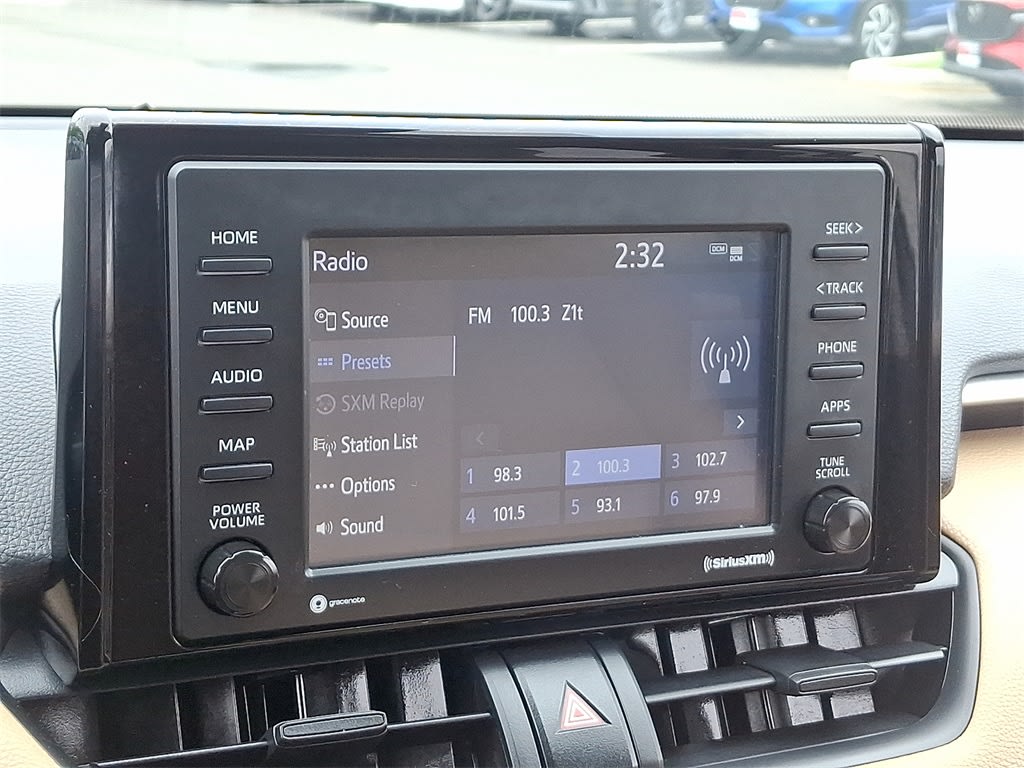 HOME
MENU
AUDIO
MAP
POWER
VOLUME
Radio
2:32
DCM
DCM
Source
FM 100.3 Z1t
Presets
SXM Replay
Station List
Options
Sound
<
>
1 98.3
2 100.3
3 102.7
4 101.5
5 93.1
6 97.9
SEEK>
<TRACK
PHONE
APPS
TUNE
SCROLL
gracenote
((SiriusXM))